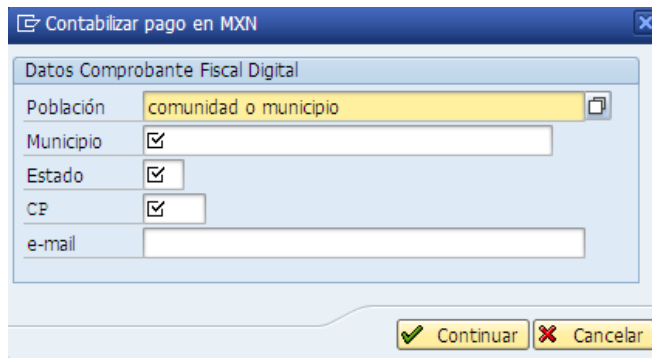 Contabilizar pago en MXN
Datos Comprobante Fiscal Digital
Población comunidad o municipio
Municipio
Estado
CP
e-mail
Continuar Cancelar